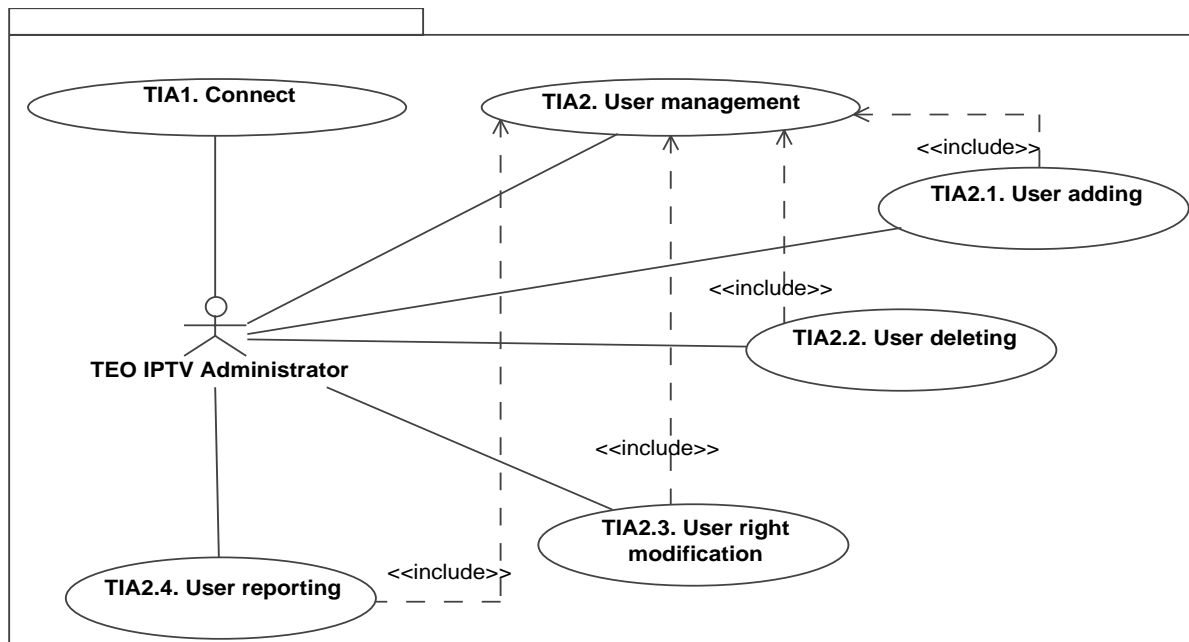 TIA1. Connect
TIA2. User management
<<include>>
TIA2.1. User adding
<<include>>
TIA2.2. User deleting
TEO IPTV Administrator
<<include>>
TIA2.3. User right
modification
<<include>>
TIA2.4. User reporting